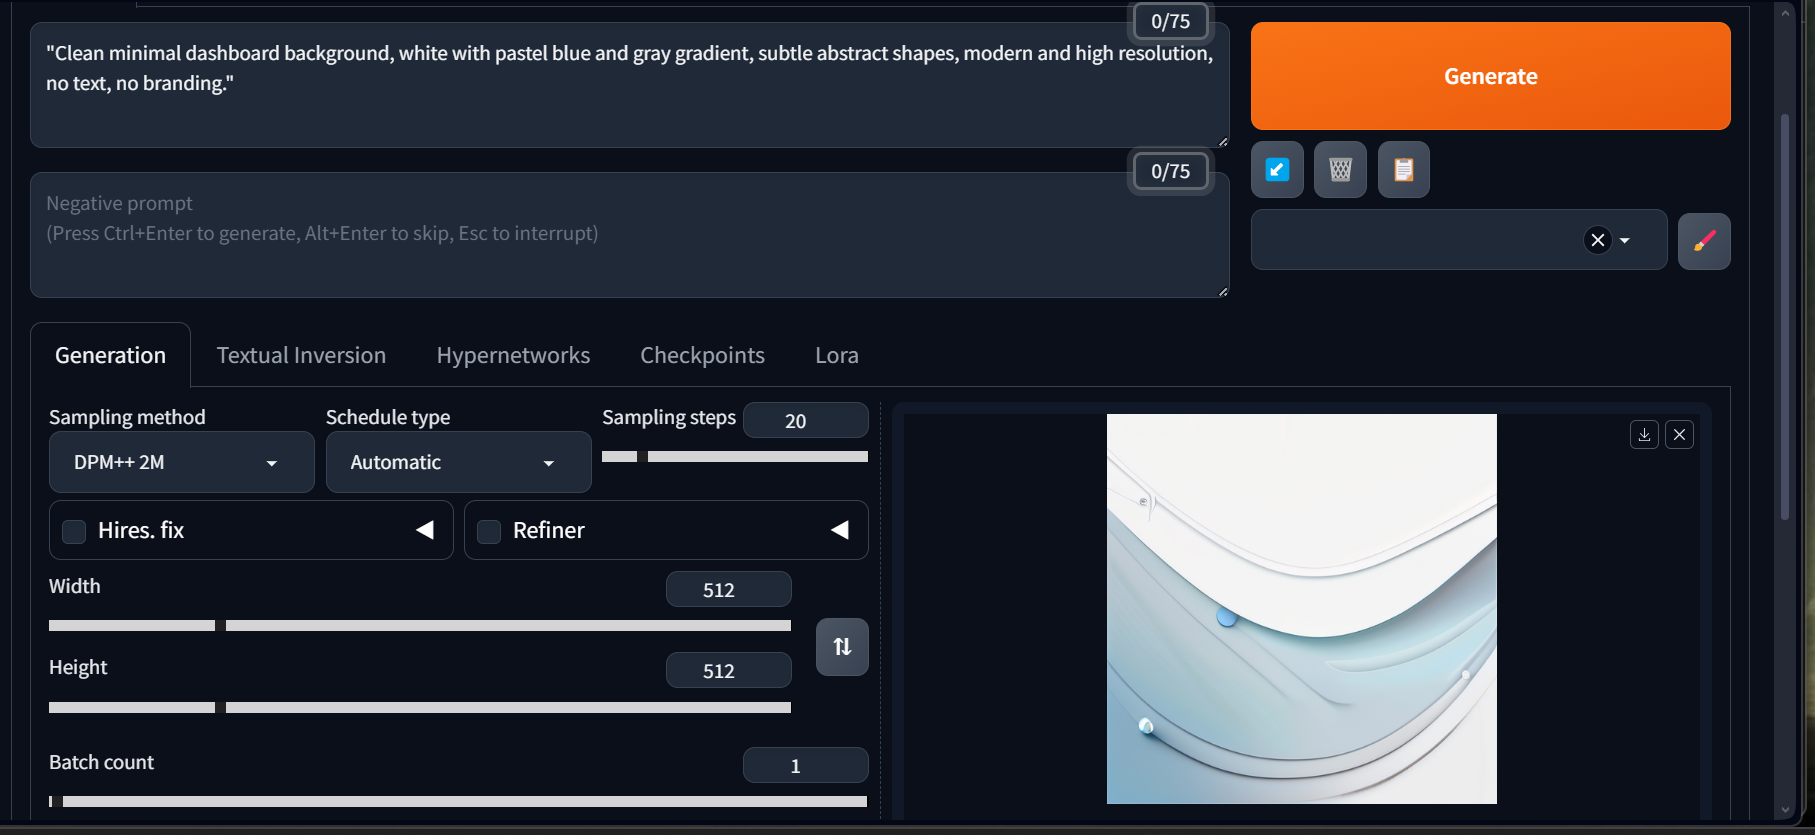 0/75
"Clean minimal dashboard background, white with pastel blue and gray gradient, subtle abstract shapes, modern and high resolution,
no text, no branding."
Generate
0/75
Negative prompt
(Press Ctrl+Enter to generate, Alt+Enter to skip, Esc to interrupt)
Generation
Textual Inversion
Hypernetworks
Checkpoints
Lora
Sampling method
Schedule type
Sampling steps
20
DPM++ 2M
Automatic
Hires. fix
Refiner
Width
512
Height
512
Batch count
1